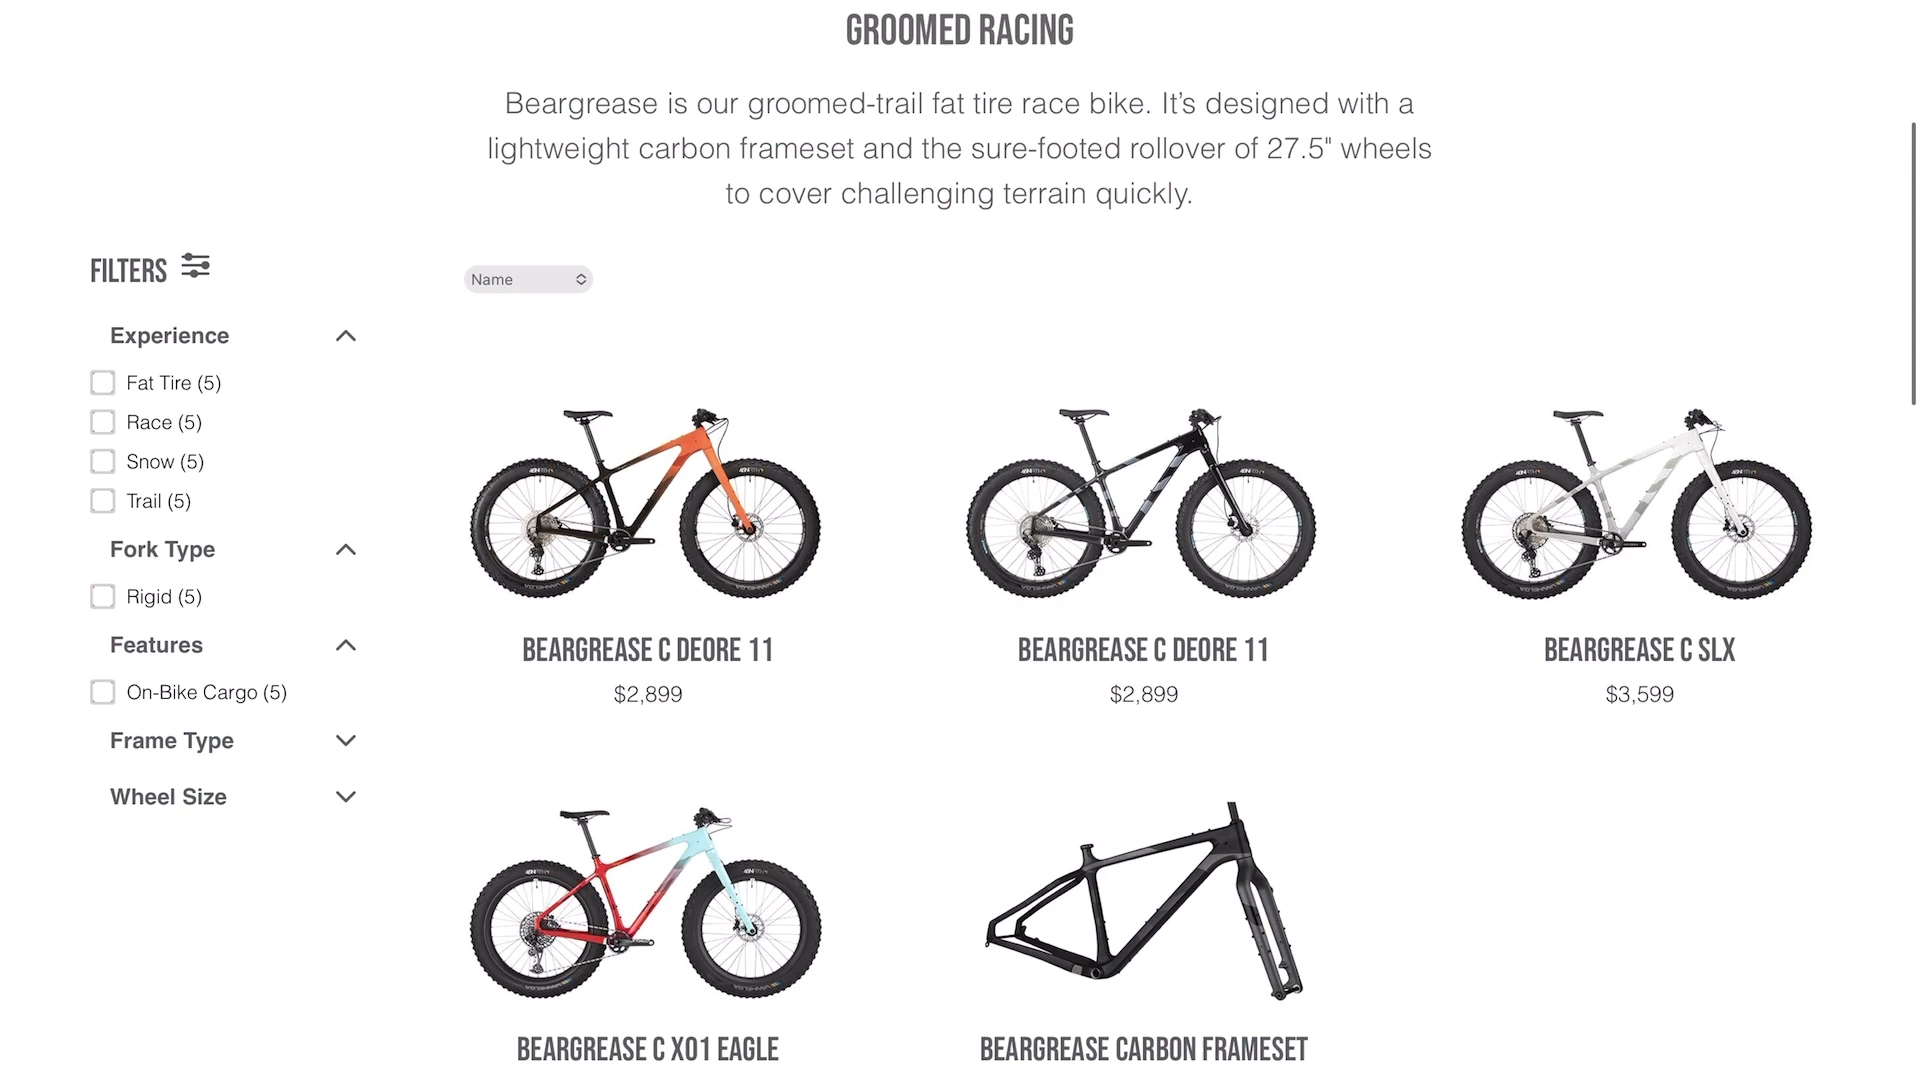 GROOMED RACING
Beargrease is our groomed-trail fat tire race bike. It’s designed with a
lightweight carbon frameset and the sure-footed rollover of 27.5" wheels
to cover challenging terrain quickly.
FILTERS
Name
Experience
Fat Tire (5)
Race (5)
Snow (5)
Trail (5)
Fork Type
Rigid (5)
Features
On-Bike Cargo (5)
Frame Type
Wheel Size
BEARGREASE C DEORE 11
$2,899
BEARGREASE C DEORE 11
$2,899
BEARGREASE C SLX
$3,599
BEARGREASE C X01 EAGLE
BEARGREASE CARBON FRAMESET